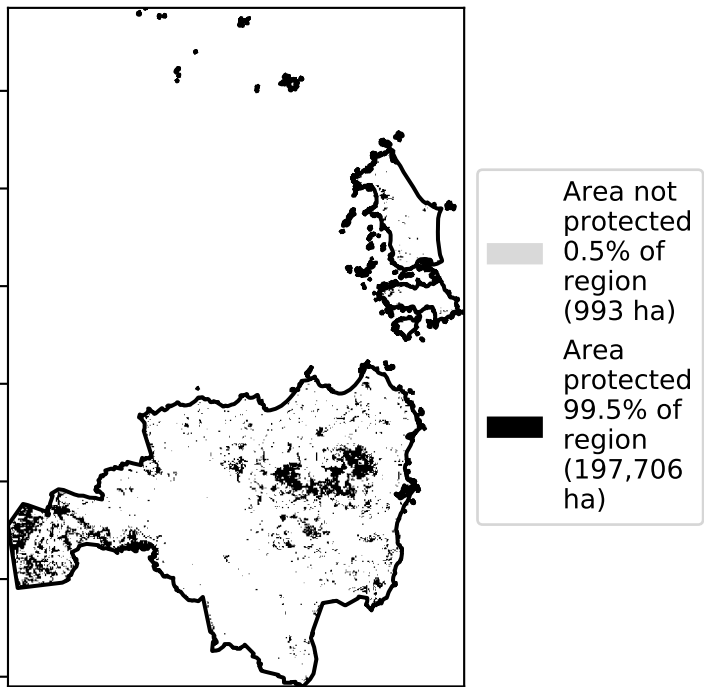 Area not
protected
0.5% of
region
(993 ha)
Area
protected
99.5% of
region
(197,706
ha)